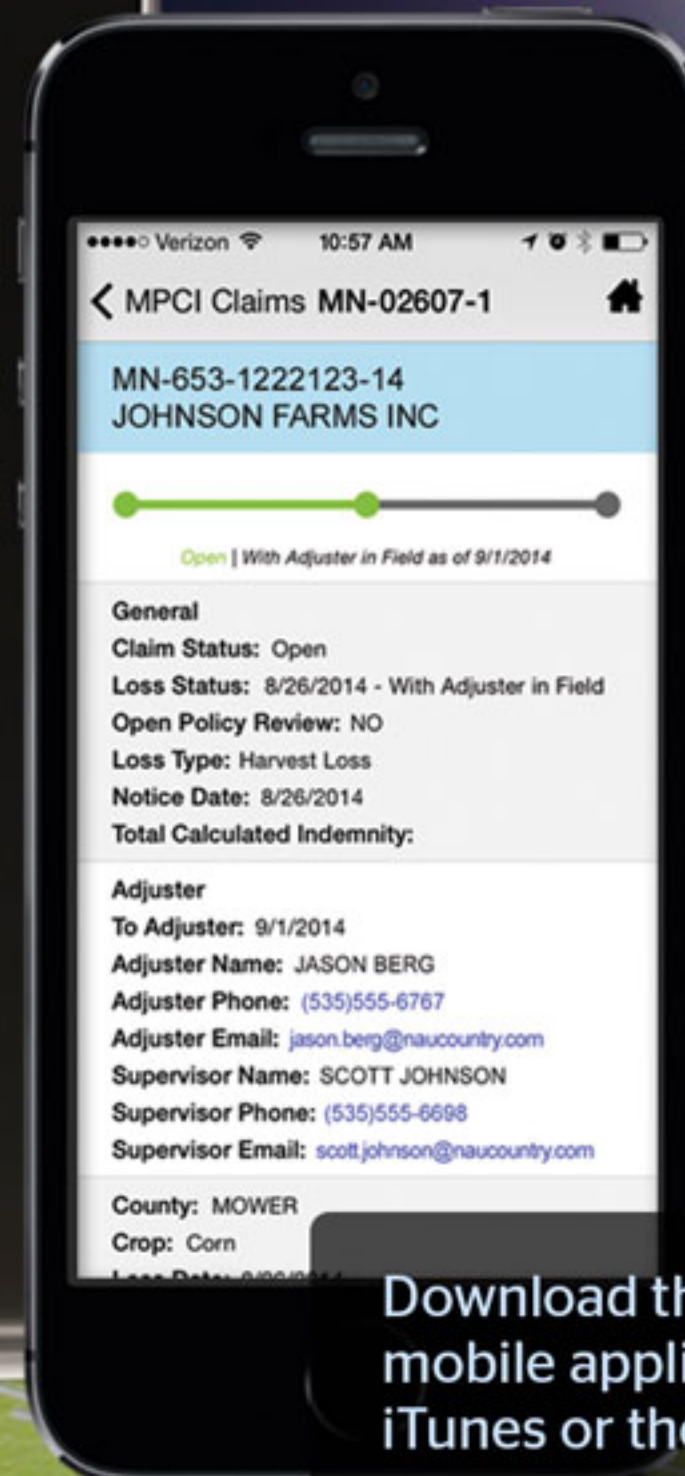 Verizon 10:57 AM
MPCI Claims MN-02607-1
MN-653-1222123-14
JOHNSON FARMS INC
Open | With Adjuster in Field as of 9/1/2014
General
Claim Status: Open
Loss Status: 8/26/2014 - With Adjuster in Field
Open Policy Review: NO
Loss Type: Harvest Loss
Notice Date: 8/26/2014
Total Calculated Indemnity:
Adjuster
To Adjuster: 9/1/2014
Adjuster Name: JASON BERG
Adjuster Phone: (535)555-6767
Adjuster Email: jason.berg@naucountry.com
Supervisor Name: SCOTT JOHNSON
Supervisor Phone: (535)555-6698
Supervisor Email: scott.johnson@naucountry.com
County: MOWER
Crop: Corn
Download th
mobile appli
iTunes or the